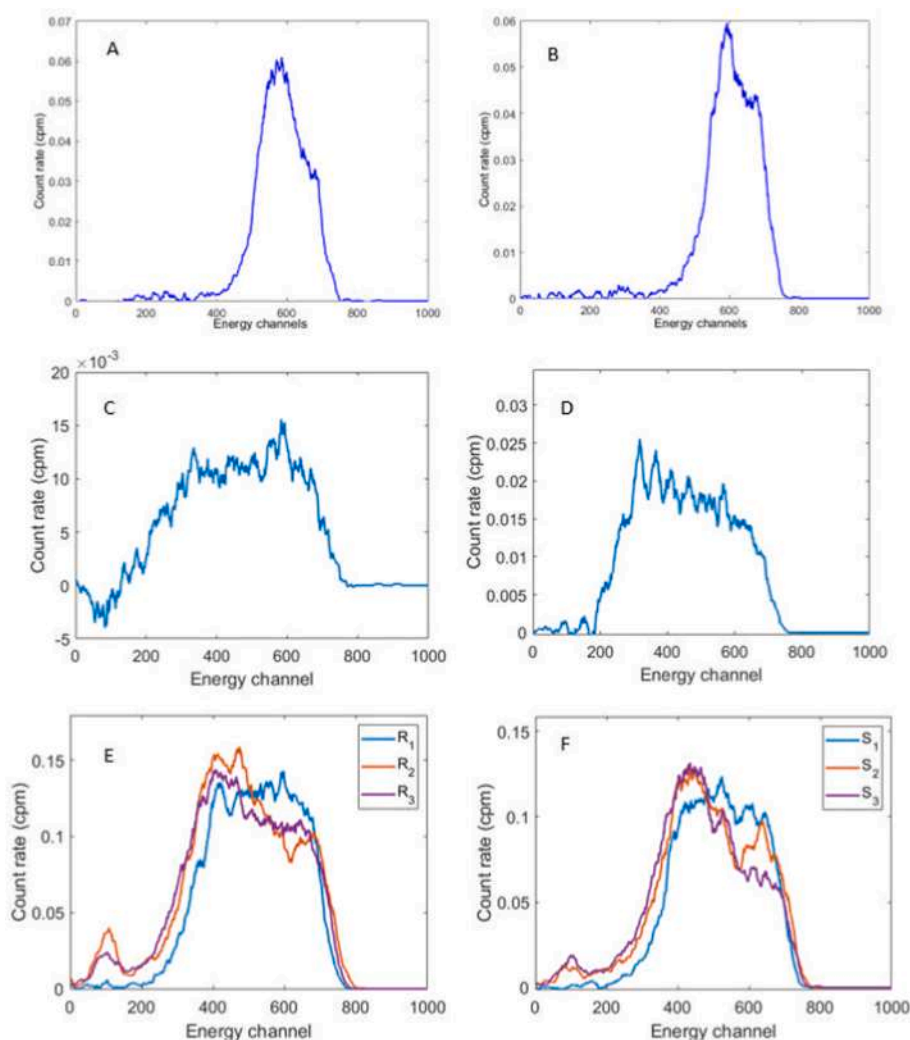 A
Count rate (cpm)
0.07
0.06
0.05
0.04
0.03
0.02
0.01
0
0 200 400 600 800 1000
Energy channels
B
Count rate (cpm)
0.06
0.05
0.04
0.03
0.02
0.01
0
0 200 400 600 800 1000
Energy channels
C
×10⁻³
Count rate (cpm)
20
15
10
5
0
-5
0 200 400 600 800 1000
Energy channel
D
Count rate (cpm)
0.03
0.025
0.02
0.015
0.01
0.005
0
0 200 400 600 800 1000
Energy channel
E
R₁
R₂
R₃
Count rate (cpm)
0.15
0.1
0.05
0
0 200 400 600 800 1000
Energy channel
F
S₁
S₂
S₃
Count rate (cpm)
0.15
0.1
0.05
0
0 200 400 600 800 1000
Energy channel